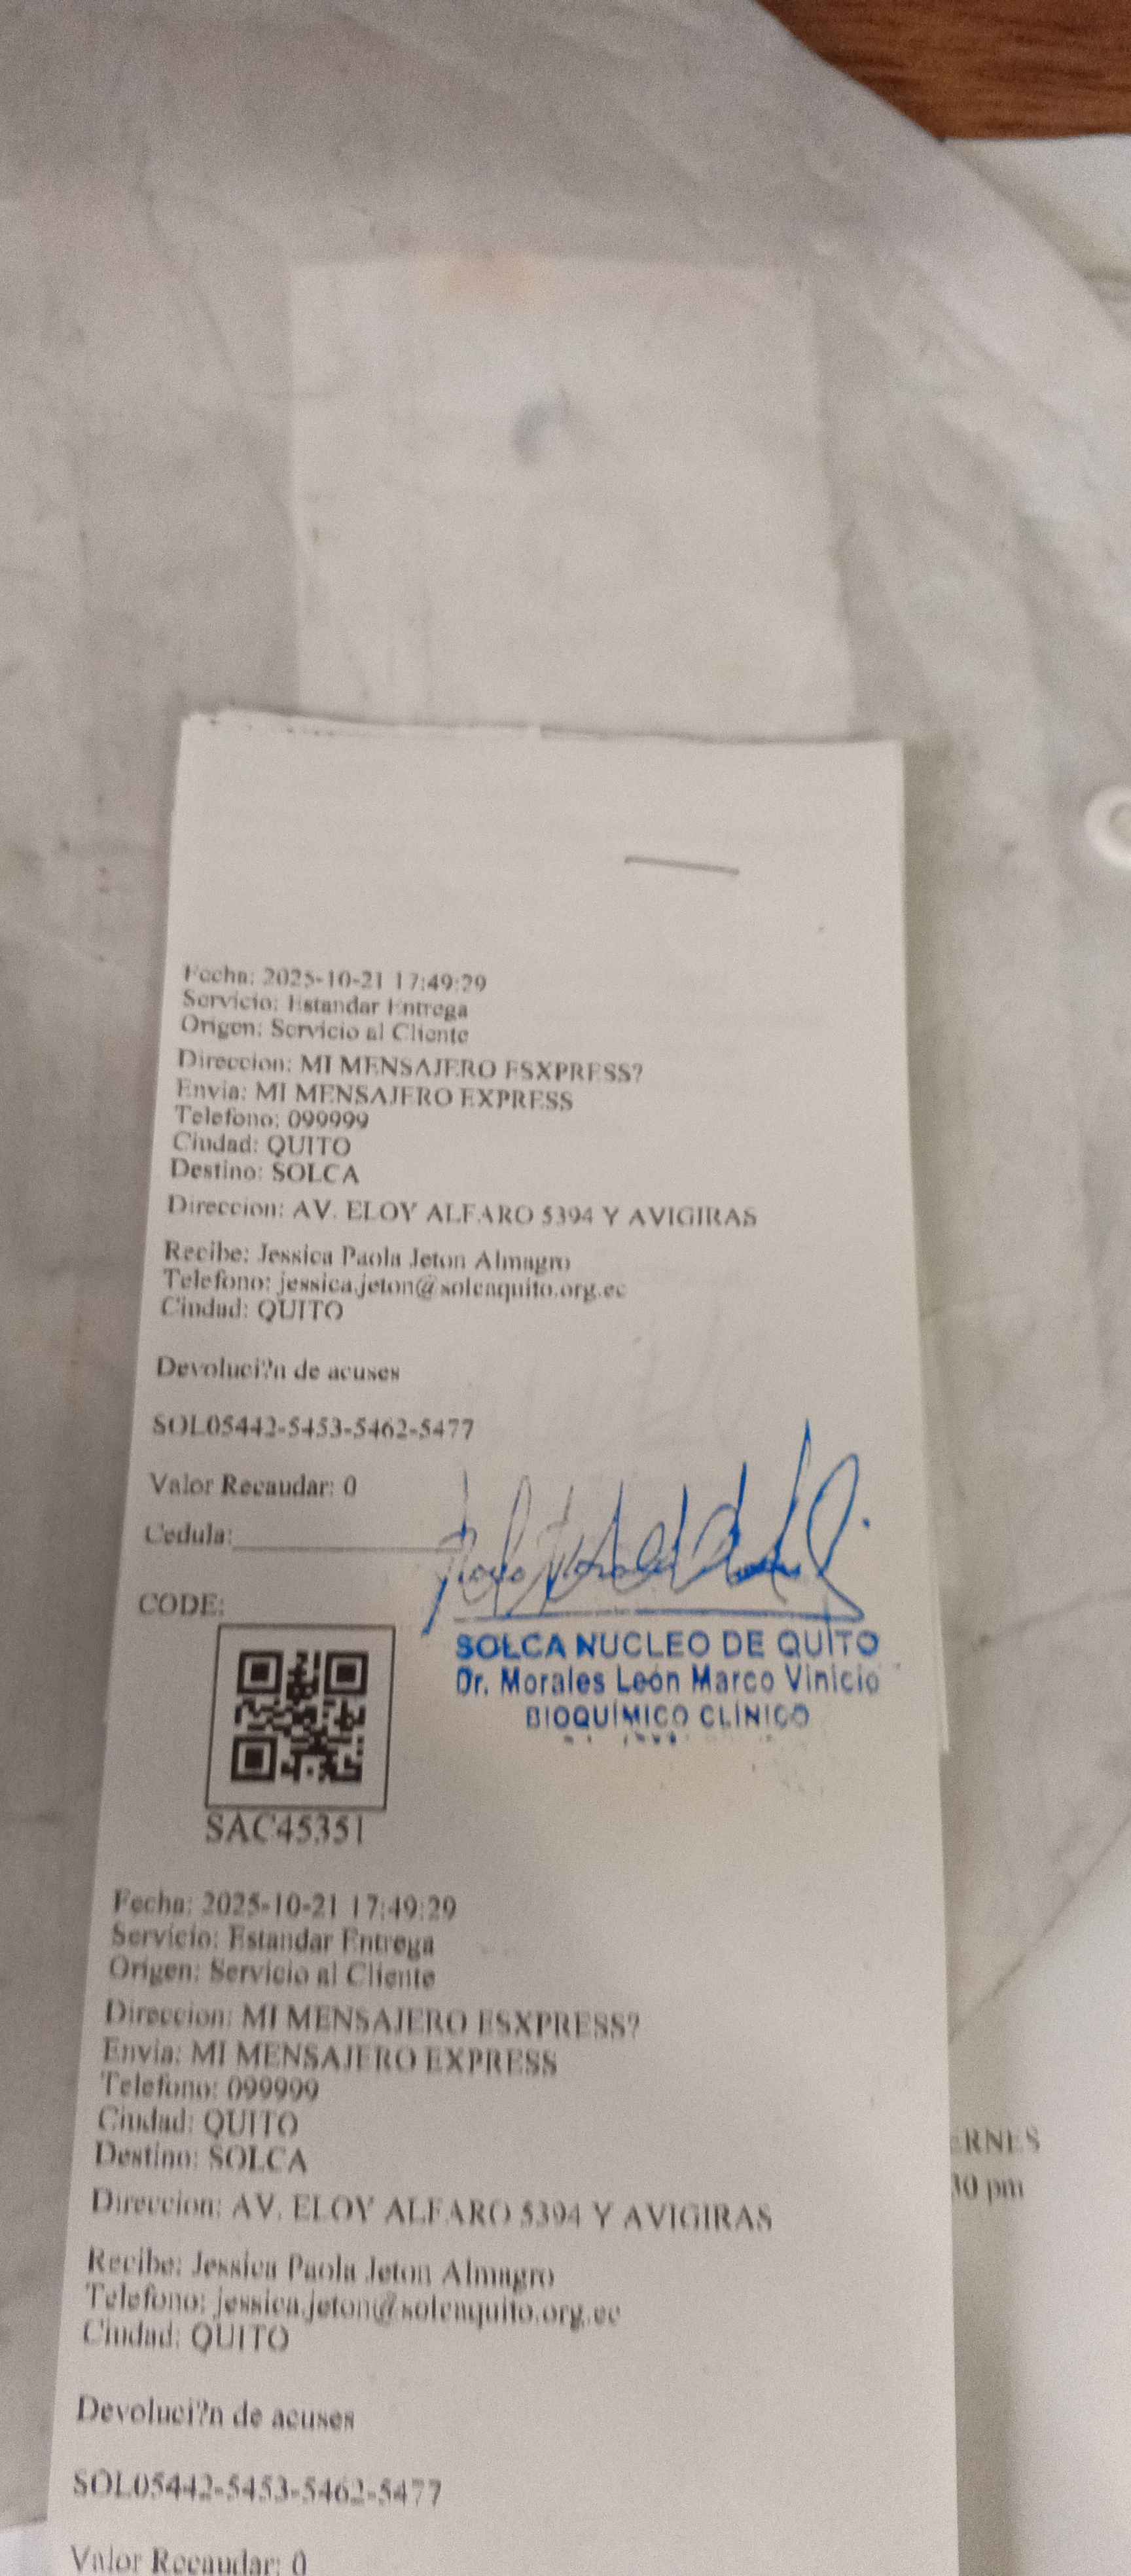 Fecha: 2025-10-21 17:49:29
Servicio: Estandar Entrega
Origen: Servicio al Cliente
Direccion: MI MENSAJERO ESXPRESS?
Envia: MI MENSAJERO EXPRESS
Telefono: 099999
Ciudad: QUITO
Destino: SOLCA
Direccion: AV. ELOY ALFARO 5394 Y AVIGIRAS
Recibe: Jessica Paola Jeton Almagro
Telefono: jessica.jeton@solcaquito.org.ec
Ciudad: QUITO
Devoluci?n de acuses
SOL05442-5453-5462-5477
Valor Recaudar: 0
Cedula:
CODE:
SOLCA NUCLEO DE QUITO
Dr. Morales León Marco Vinicio
BIOQUÍMICO CLÍNICO
SAC45351
Fecha: 2025-10-21 17:49:29
Servicio: Estandar Entrega
Origen: Servicio al Cliente
Direccion: MI MENSAJERO ESXPRESS?
Envia: MI MENSAJERO EXPRESS
Telefono: 099999
Ciudad: QUITO
Destino: SOLCA
Direccion: AV. ELOY ALFARO 5394 Y AVIGIRAS
Recibe: Jessica Paola Jeton Almagro
Telefono: jessica.jeton@solcaquito.org.ec
Ciudad: QUITO
Devoluci?n de acuses
SOL05442-5453-5462-5477
Valor Recaudar: 0
ERNES
30 pm